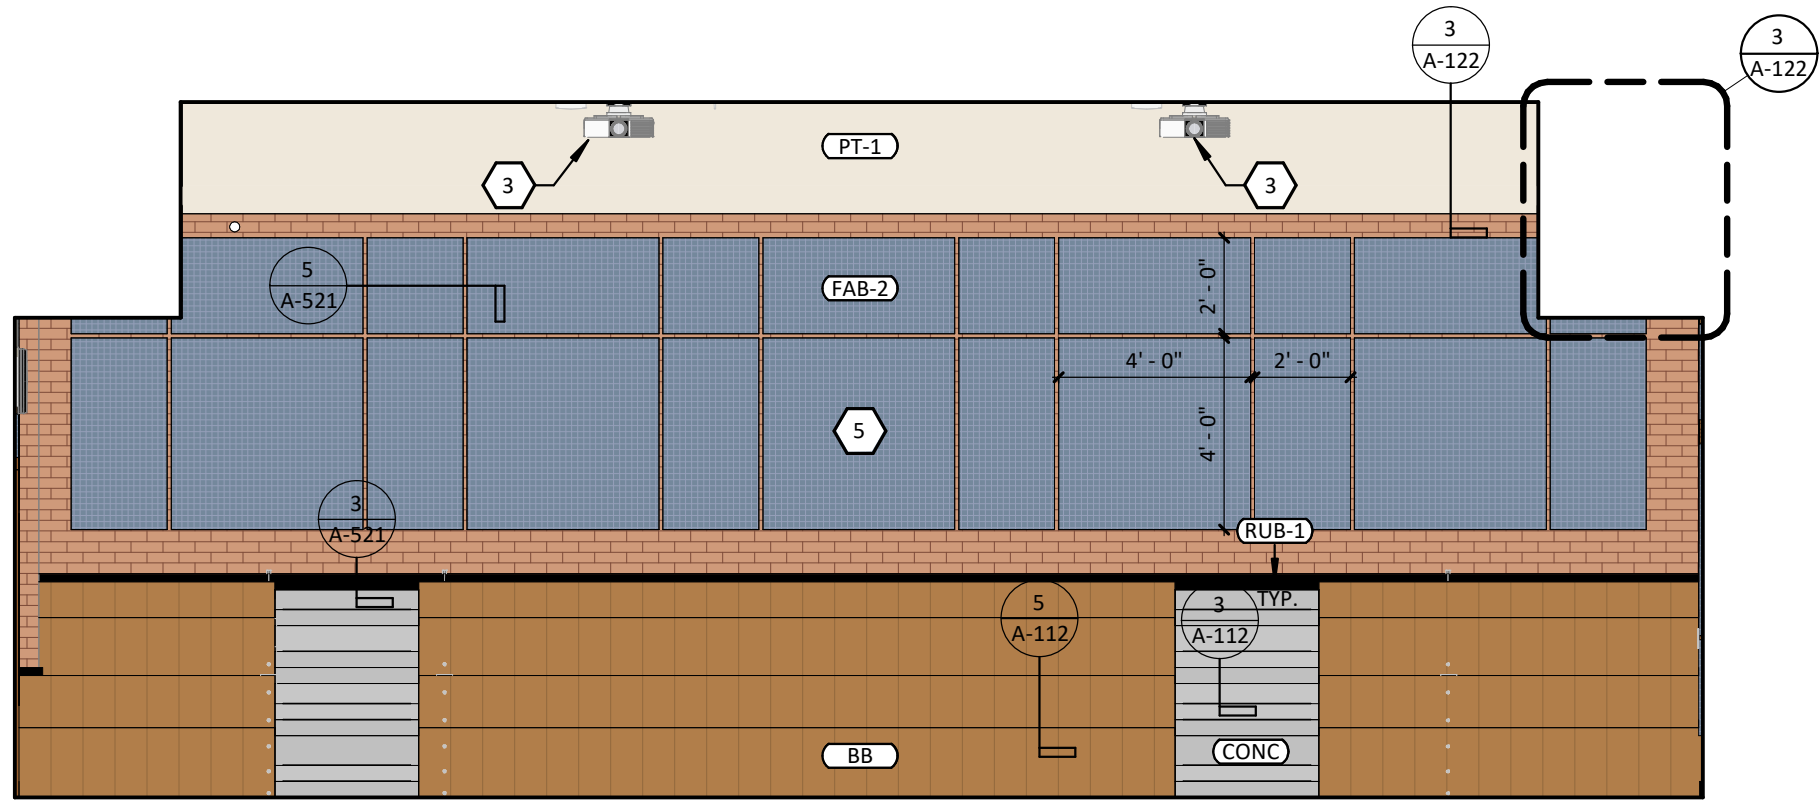 3
A-122
3
A-122
PT-1
3
3
5
A-521
FAB-2
2' - 0"
4' - 0"
2' - 0"
5
4' - 0"
3
A-521
RUB-1
TYP.
5
A-112
3
A-112
BB
CONC